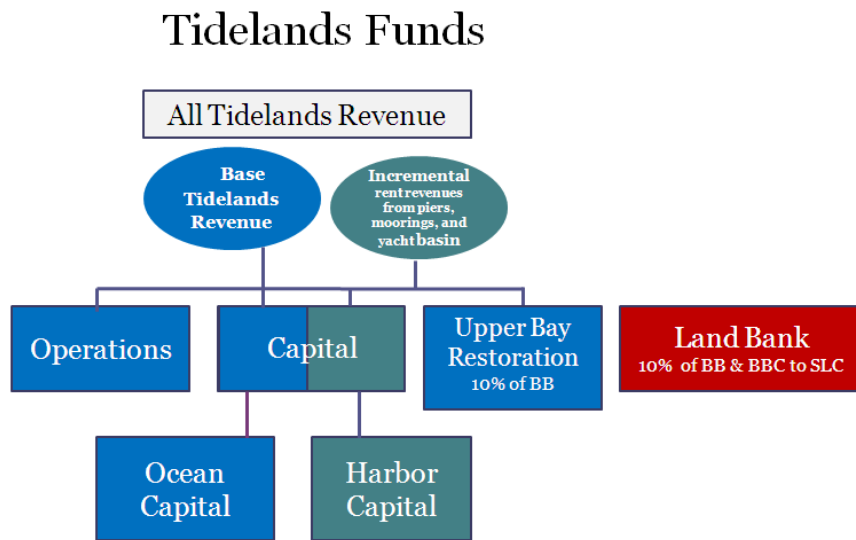 Tidelands Funds
All Tidelands Revenue
Base
Tidelands
Revenue
Incremental
rent revenues
from piers,
moorings, and
yacht basin
Operations
Capital
Upper Bay
Restoration
10% of BB
Land Bank
10% of BB & BBC to SLC
Ocean
Capital
Harbor
Capital